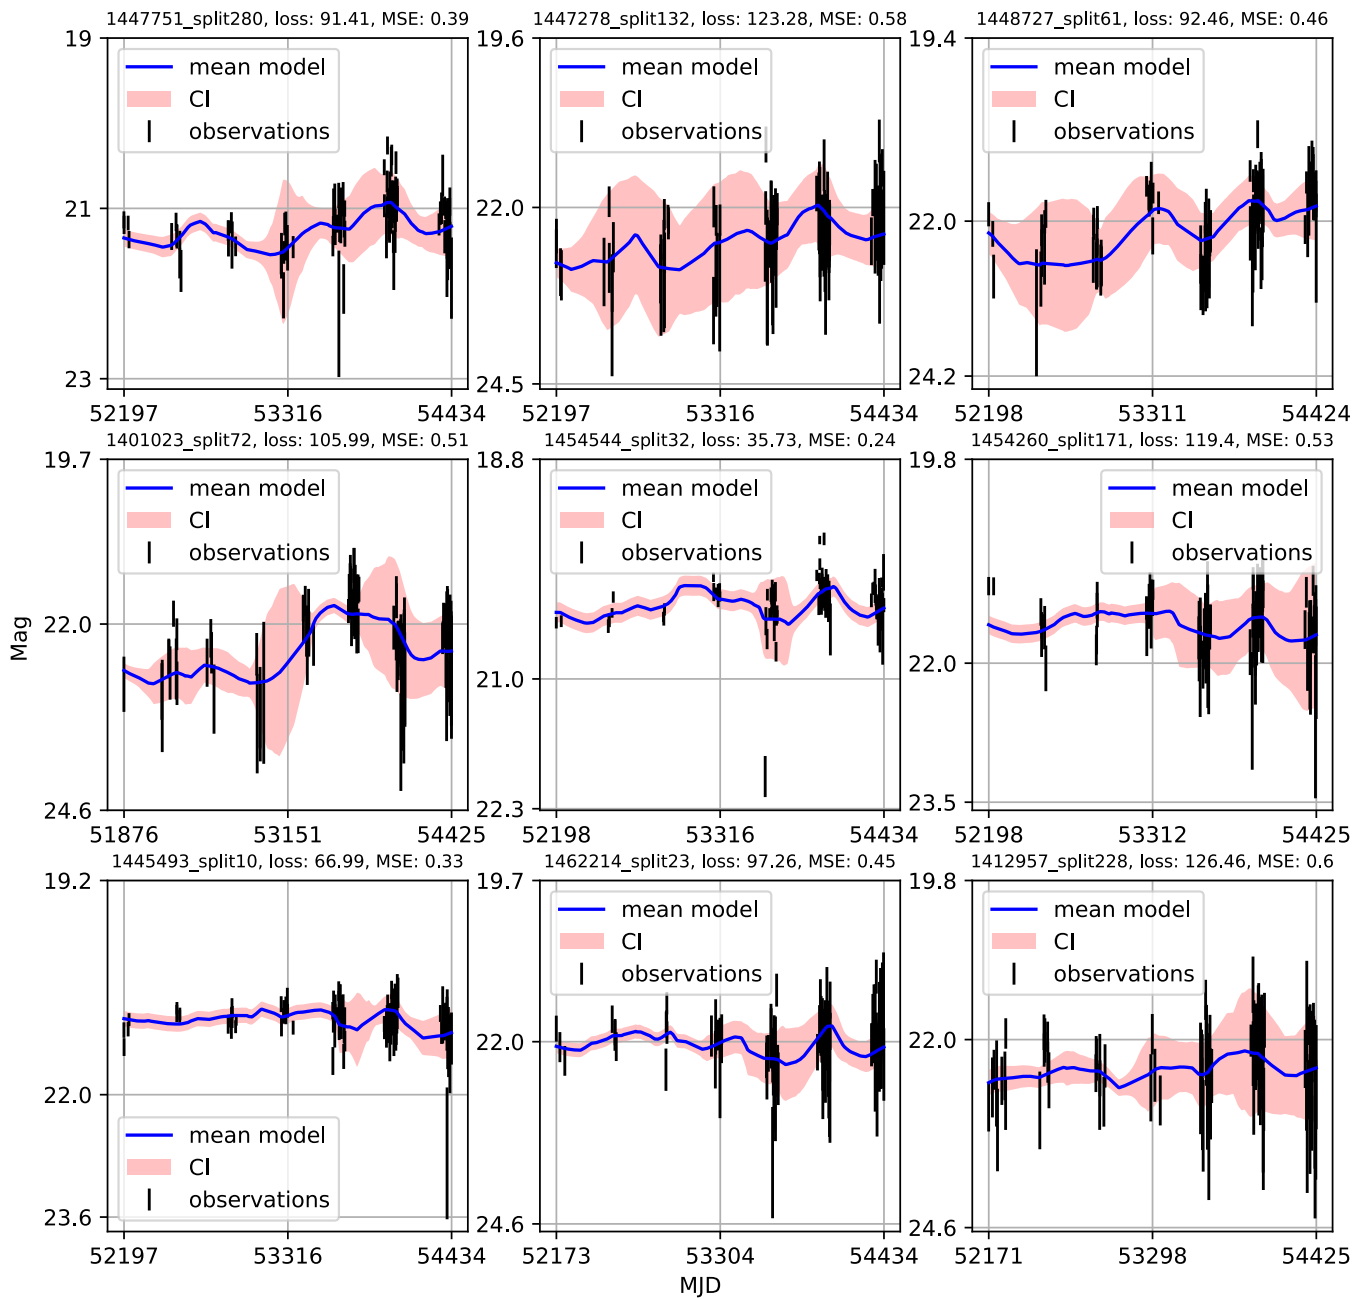 1447751_split280, loss: 91.41, MSE: 0.39
19
21
23
mean model
CI
observations
52197
53316
54434
1447278_split132, loss: 123.28, MSE: 0.58
19.6
22.0
24.5
mean model
CI
observations
52197
53316
54434
1448727_split61, loss: 92.46, MSE: 0.46
19.4
22.0
24.2
mean model
CI
observations
52198
53311
54424
Mag
1401023_split72, loss: 105.99, MSE: 0.51
19.7
22.0
24.6
mean model
CI
observations
51876
53151
54425
1454544_split32, loss: 35.73, MSE: 0.24
18.8
21.0
22.3
mean model
CI
observations
52198
53316
54434
1454260_split171, loss: 119.4, MSE: 0.53
19.8
22.0
23.5
mean model
CI
observations
52198
53312
54425
1445493_split10, loss: 66.99, MSE: 0.33
19.2
22.0
23.6
mean model
CI
observations
52197
53316
54434
1462214_split23, loss: 97.26, MSE: 0.45
19.7
22.0
24.6
mean model
CI
observations
52173
53304
54434
1412957_split228, loss: 126.46, MSE: 0.6
19.8
22.0
24.6
mean model
CI
observations
52171
53298
54425
MJD